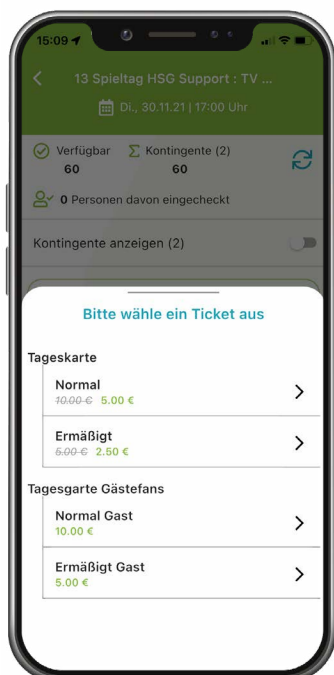 15:09
13 Spieltag HSG Support : TV ...
Di., 30.11.21 | 17:00 Uhr
Verfügbar
60
Kontingente (2)
60
0 Personen davon eingecheckt
Kontingente anzeigen (2)
Bitte wähle ein Ticket aus
Tageskarte
Normal
10.00 € 5.00 €
Ermäßigt
5.00 € 2.50 €
Tagesgarte Gästefans
Normal Gast
10.00 €
Ermäßigt Gast
5.00 €